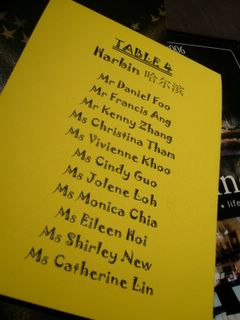 TABLE 4
Harbin 哈尔滨
Mr Daniel Foo
Mr Francis Ang
Mr Kenny Zhang
Ms Christina Tham
Ms Vivienne Khoo
Ms Cindy Guo
Ms Jolene Loh
Ms Monica Chia
Ms Eileen Hoi
Ms Shirley New
Ms Catherine Lin